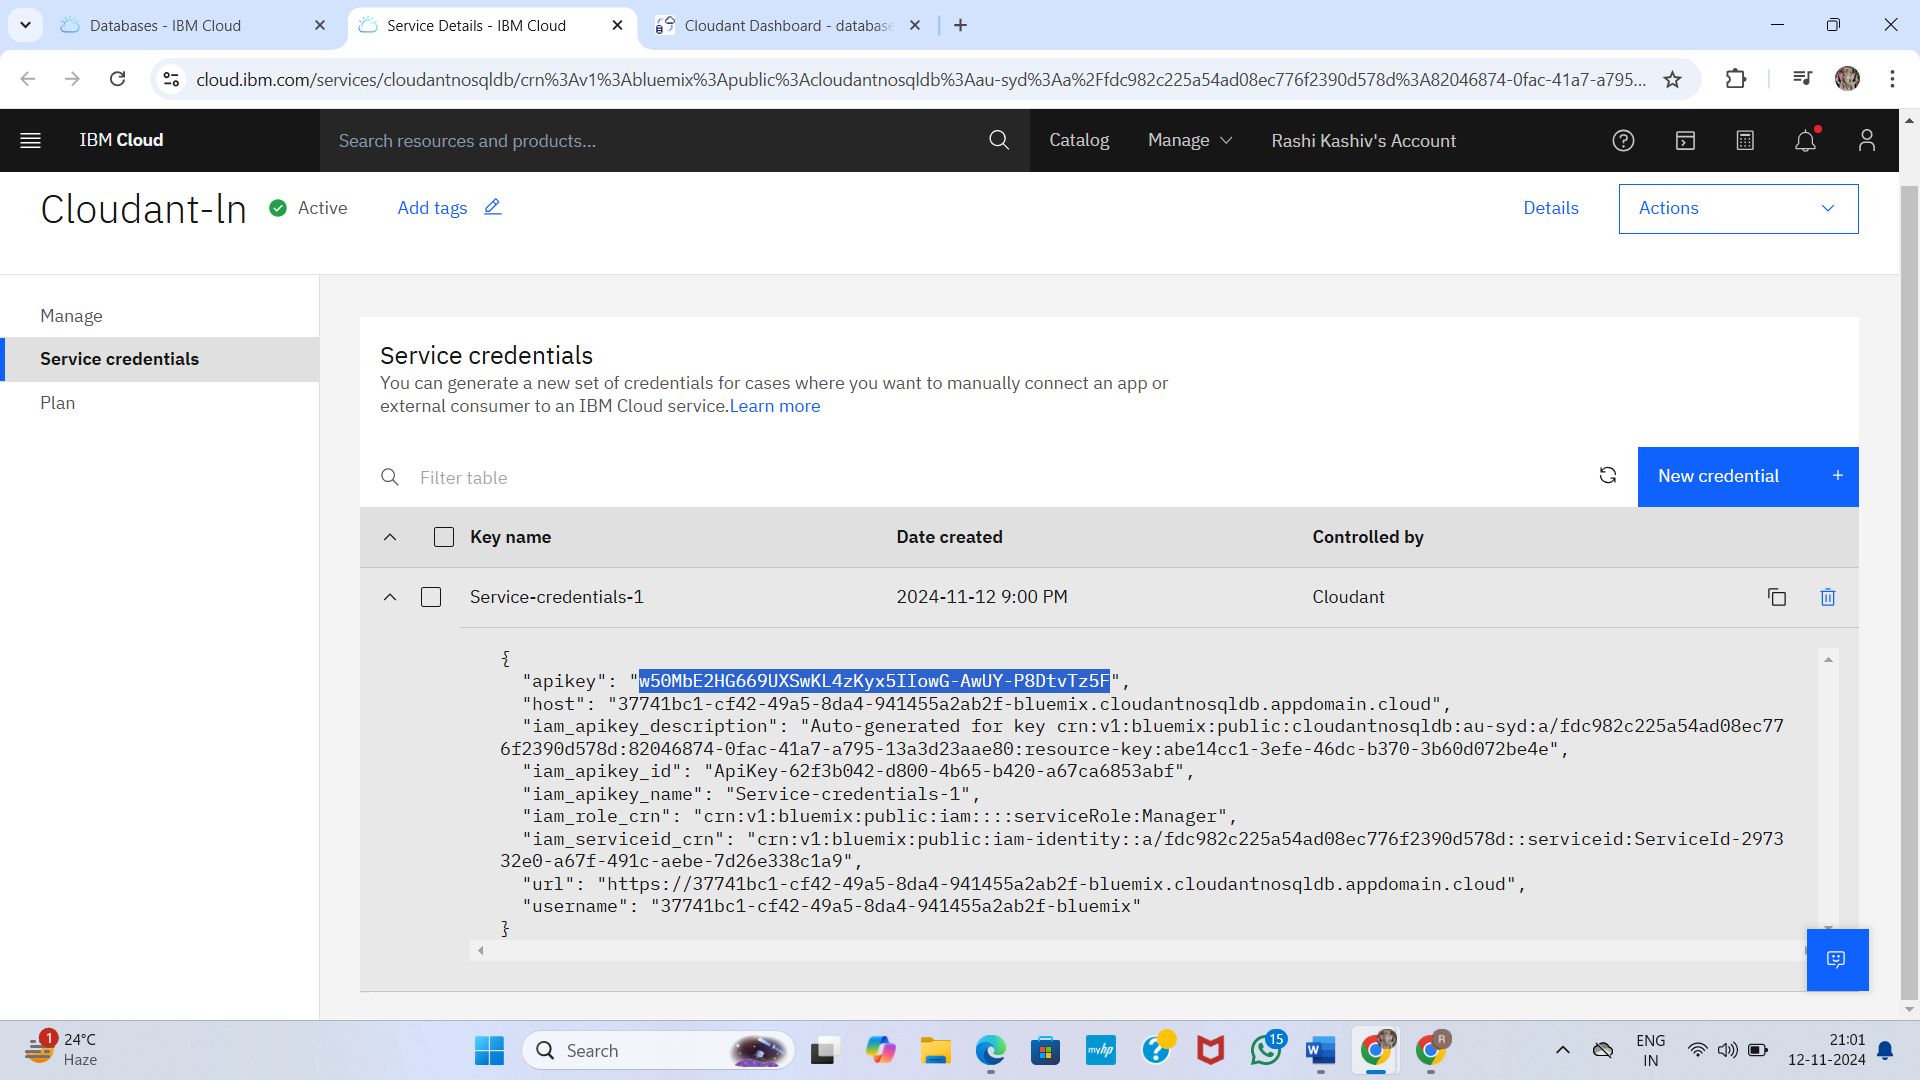 Databases - IBM Cloud
Service Details - IBM Cloud
Cloudant Dashboard - database
cloud.ibm.com/services/cloudantnosqldb/crn%3Av1%3Abluemix%3Apublic%3Acloudantnosqldb%3Aau-syd%3Aa%2Ffdc982c225a54ad08ec776f2390d578d%3A82046874-0fac-41a7-a795...
IBM Cloud
Search resources and products...
Catalog
Manage
Rashi Kashiv's Account
Cloudant-ln
Active
Add tags
Details
Actions
Manage
Service credentials
Plan
Service credentials
You can generate a new set of credentials for cases where you want to manually connect an app or
external consumer to an IBM Cloud service.Learn more
Filter table
New credential +
Key name
Date created
Controlled by
Service-credentials-1
2024-11-12 9:00 PM
Cloudant
{
"apikey": "w50MbE2HG669UXSwKL4zKyx5IIowG-AwUY-P8DtvTz5F",
"host": "37741bc1-cf42-49a5-8da4-941455a2ab2f-bluemix.cloudantnosqldb.appdomain.cloud",
"iam_apikey_description": "Auto-generated for key crn:v1:bluemix:public:cloudantnosqldb:au-syd:a/fdc982c225a54ad08ec77
6f2390d578d:82046874-0fac-41a7-a795-13a3d23aae80:resource-key:abe14cc1-3efe-46dc-b370-3b60d072be4e",
"iam_apikey_id": "ApiKey-62f3b042-d800-4b65-b420-a67ca6853abf",
"iam_apikey_name": "Service-credentials-1",
"iam_role_crn": "crn:v1:bluemix:public:iam::::serviceRole:Manager",
"iam_serviceid_crn": "crn:v1:bluemix:public:iam-identity::a/fdc982c225a54ad08ec776f2390d578d::serviceid:ServiceId-2973
32e0-a67f-491c-aebe-7d26e338c1a9",
"url": "https://37741bc1-cf42-49a5-8da4-941455a2ab2f-bluemix.cloudantnosqldb.appdomain.cloud",
"username": "37741bc1-cf42-49a5-8da4-941455a2ab2f-bluemix"
}
1
24°C
Haze
Search
myhp
15
W
R
ENG
IN
21:01
12-11-2024